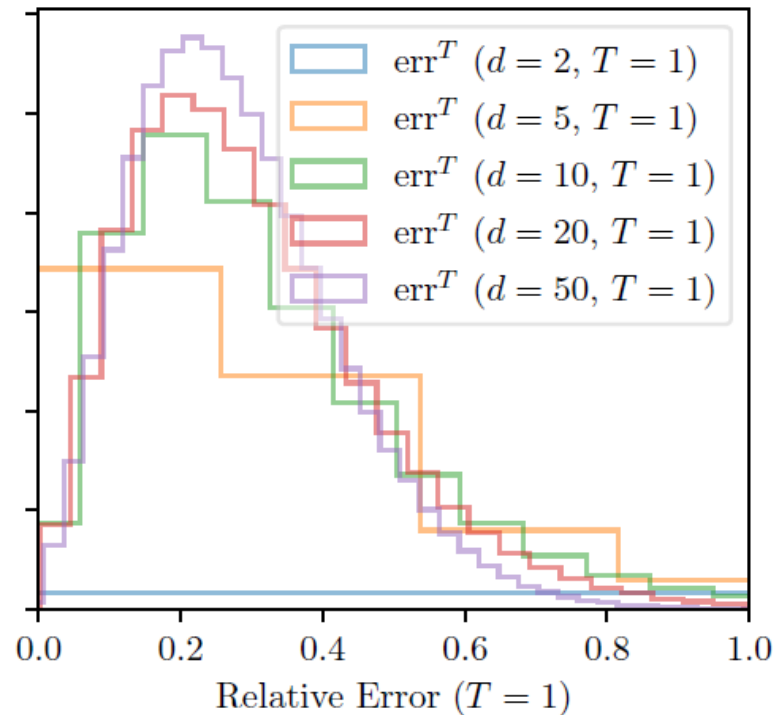 err^T (d = 2, T = 1)
err^T (d = 5, T = 1)
err^T (d = 10, T = 1)
err^T (d = 20, T = 1)
err^T (d = 50, T = 1)
0.0 0.2 0.4 0.6 0.8 1.0
Relative Error (T = 1)